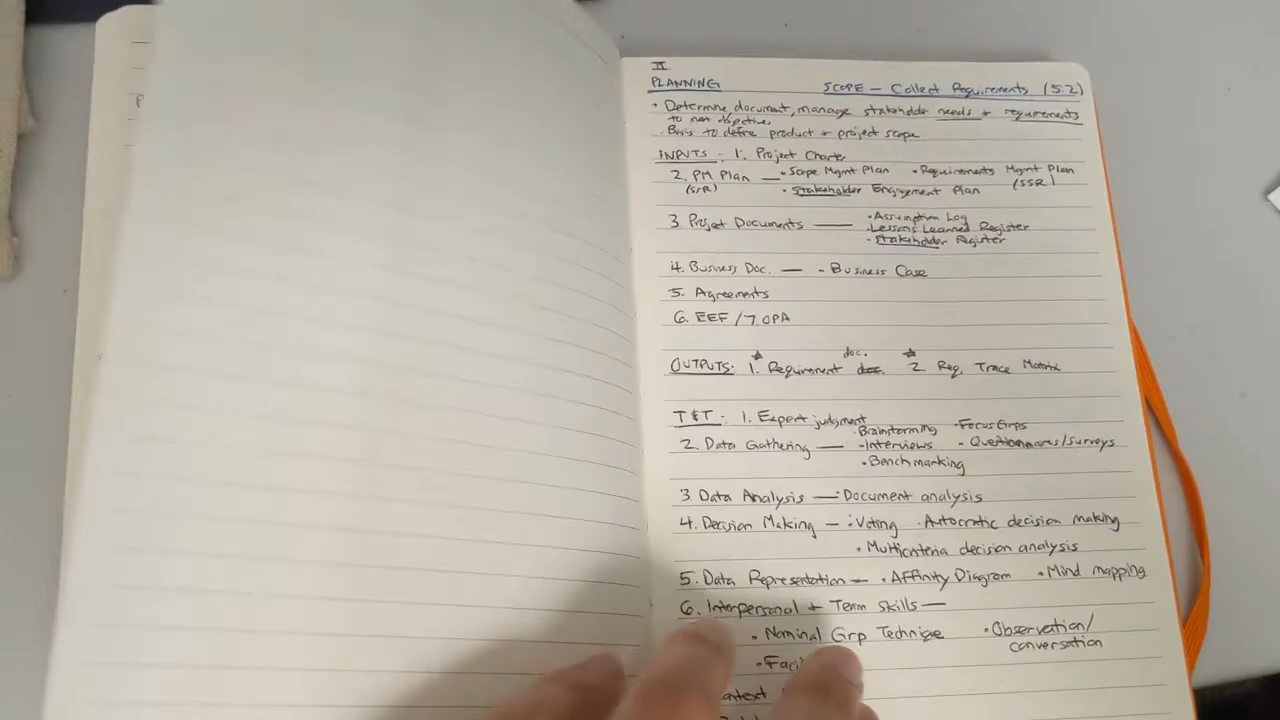 II
PLANNING SCOPE – Collect Requirements (5.2)
• Determine, document, manage stakeholder needs + requirements
to met objective.
• Basis to define product + project scope
INPUTS: 1. Project Charter
2. PM Plan — • Scope Mgmt Plan • Requirements Mgmt Plan
(SSR)
• Stakeholder Engagement Plan
3 Project Documents — • Assumption Log
• Lessons Learned Register
• Stakeholder Register
4. Business Doc. — • Business Case
5. Agreements
6. EEF / 7. OPA
doc.
OUTPUTS: 1. Requirement 2. Req. Trace Matrix
T&T: 1. Expert judgment
• Brainstorming • Focus Grps
2. Data Gathering — • Interviews • Questionnaires/surveys
• Benchmarking
3 Data Analysis — • Document analysis
4. Decision Making — • Voting • Autocratic decision making
• Multicriteria decision analysis
5. Data Representation — • Affinity Diagram • Mind mapping
6. Interpersonal + Team Skills —
• Nominal Grp Technique • Observation/
conversation
• Facil